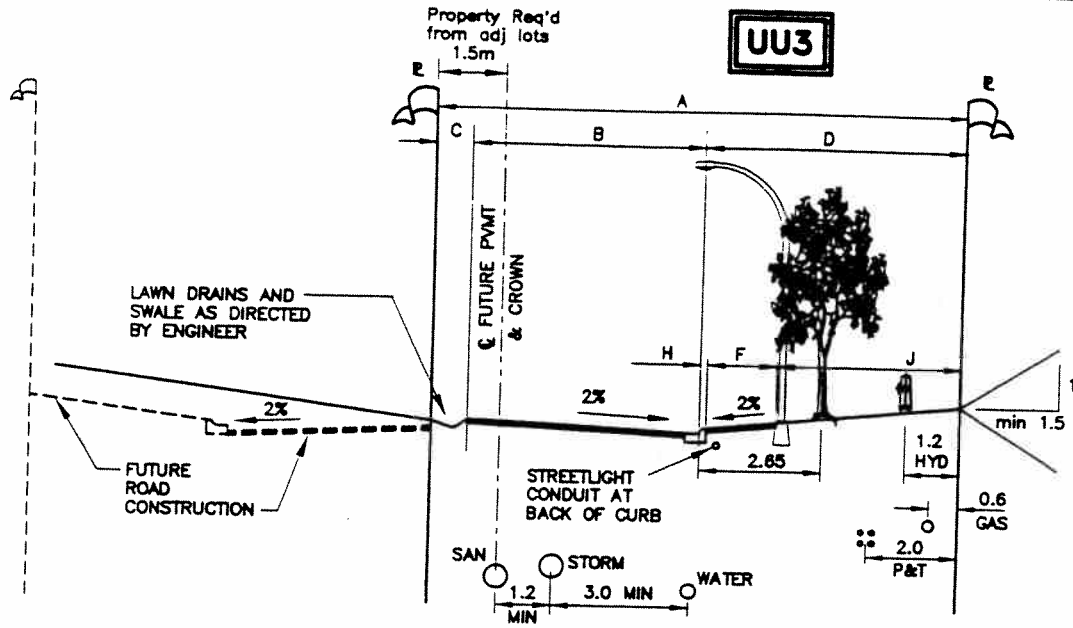 Property Req'd
from adj lots
1.5m
UU3
℄ ℄
A
C B D
℄ FUTURE PVMT
& CROWN
LAWN DRAINS AND
SWALE AS DIRECTED
BY ENGINEER
H F J
2% 2% 2%
1
min 1.5
FUTURE
ROAD
CONSTRUCTION
STREETLIGHT
CONDUIT AT
BACK OF CURB
2.65
1.2
HYD
0.6
GAS
2.0
P&T
SAN
STORM
WATER
1.2
MIN
3.0 MIN